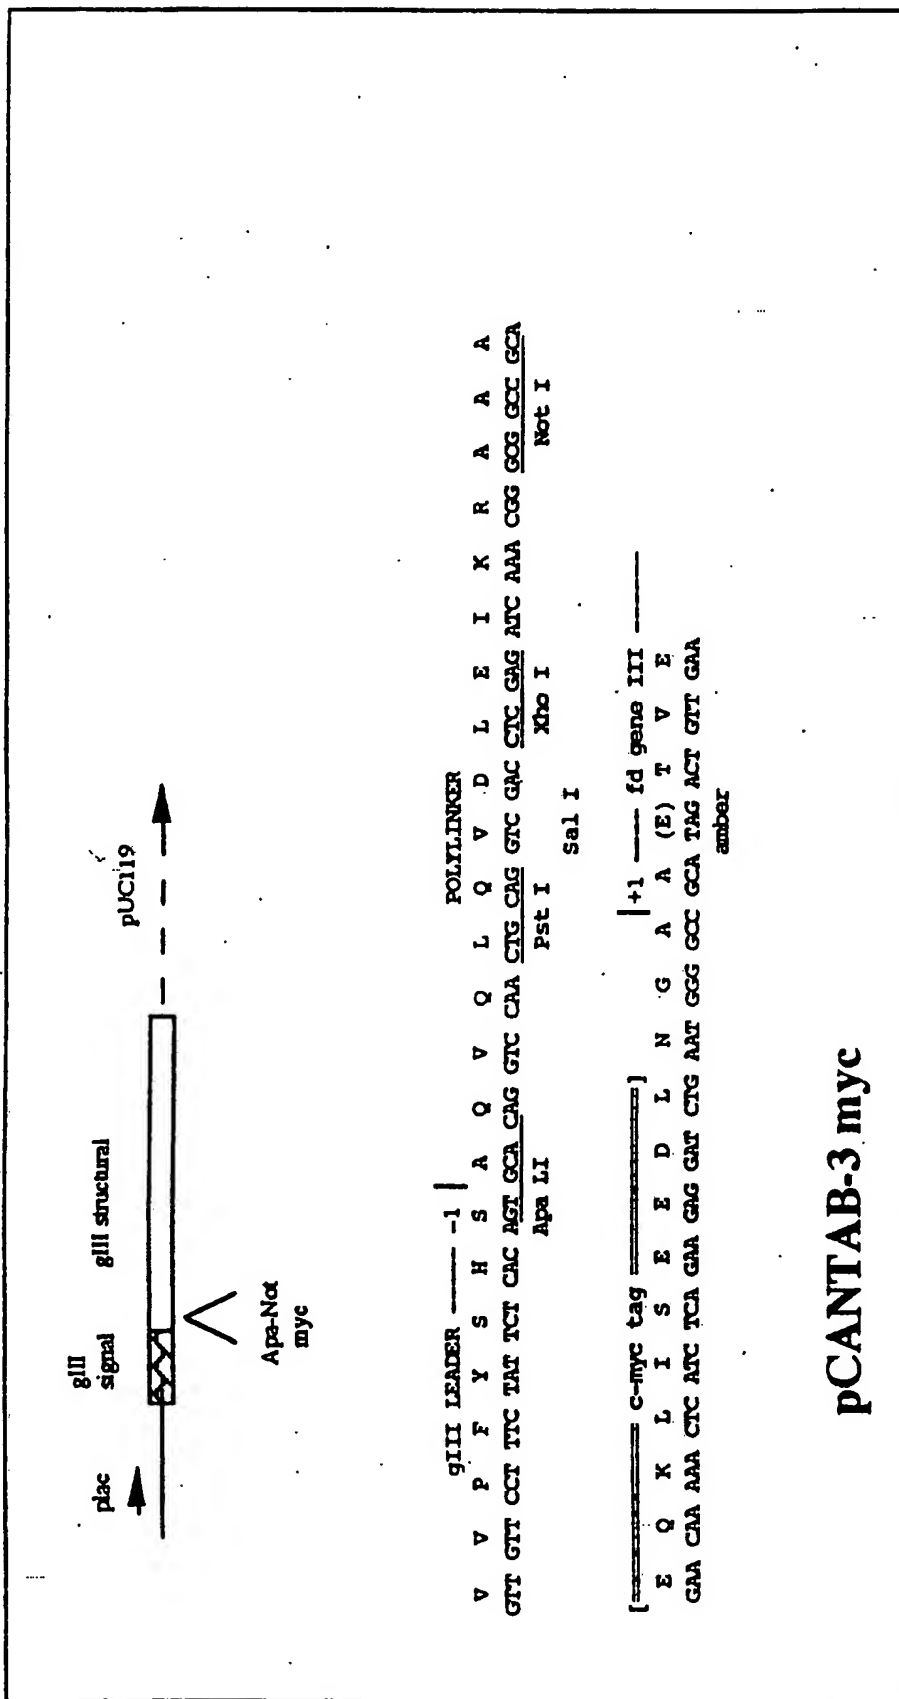 plac
gIII
signal
gIII structural
pUC119
Apa-Not
myc
gIII LEADER ----- -1 |
POLYLINKER
V V P F Y S H S A Q V Q L Q V D L E I K R A A A
GTT GTT CCT TTC TAT TCT CAC AGT GCA CAG GTC CAA CTG CAG GTC GAC CTC GAG ATC AAA CGG GCG GCC GCA
Apa LI
Pst I
Sal I
Xho I
Not I
[====== c-myc tag ======]
|+1 ---- fd gene III -------
E Q K L I S E E D L N G A A (E) T V E
GAA CAA AAA CTC ATC TCA GAA GAG GAT CTG AAT GGG GCC GCA TAG ACT GTT GAA
amber
pCANTAB-3 myc